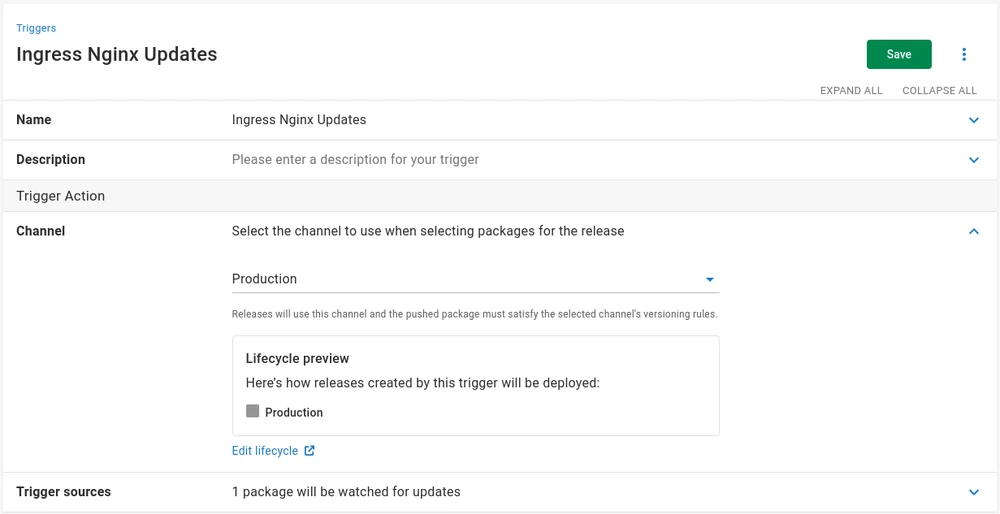 Triggers
Ingress Nginx Updates
Save
EXPAND ALL
COLLAPSE ALL
Name
Ingress Nginx Updates
Description
Please enter a description for your trigger
Trigger Action
Channel
Select the channel to use when selecting packages for the release
Production
Releases will use this channel and the pushed package must satisfy the selected channel's versioning rules.
Lifecycle preview
Here’s how releases created by this trigger will be deployed:
Production
Edit lifecycle
Trigger sources
1 package will be watched for updates